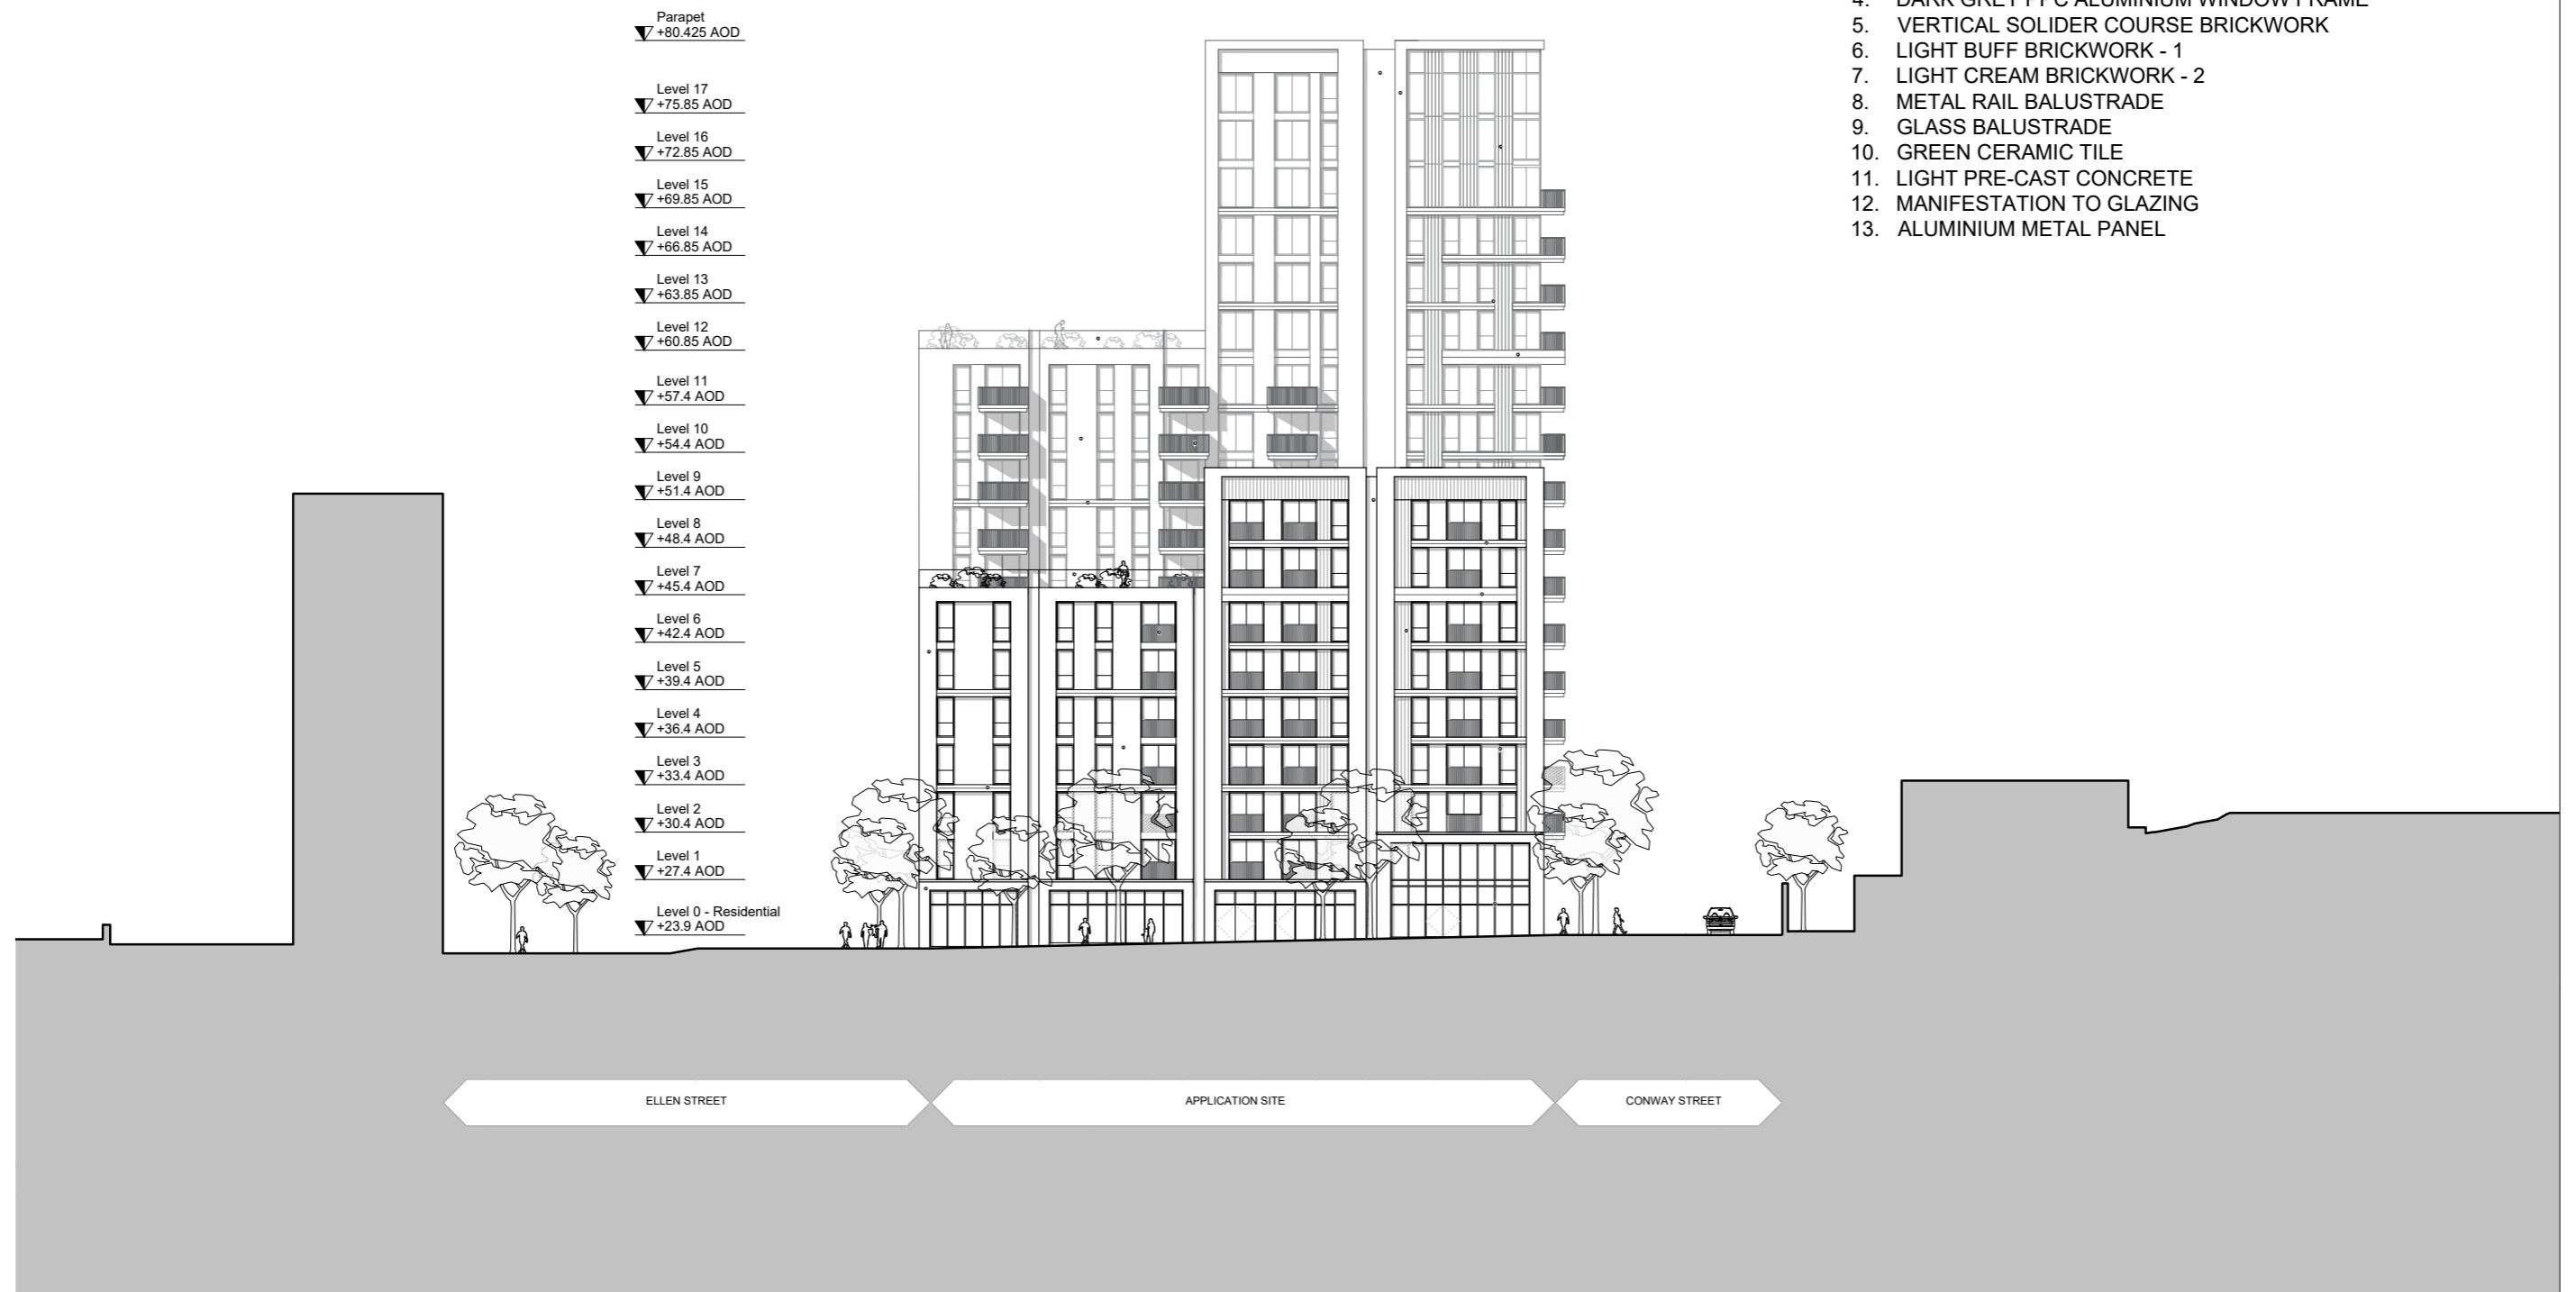 Parapet
+80.425 AOD
Level 17
+75.85 AOD
Level 16
+72.85 AOD
Level 15
+69.85 AOD
Level 14
+66.85 AOD
Level 13
+63.85 AOD
Level 12
+60.85 AOD
Level 11
+57.4 AOD
Level 10
+54.4 AOD
Level 9
+51.4 AOD
Level 8
+48.4 AOD
Level 7
+45.4 AOD
Level 6
+42.4 AOD
Level 5
+39.4 AOD
Level 4
+36.4 AOD
Level 3
+33.4 AOD
Level 2
+30.4 AOD
Level 1
+27.4 AOD
Level 0 - Residential
+23.9 AOD
4. DARK GREY PPC ALUMINIUM WINDOW FRAME
5. VERTICAL SOLIDER COURSE BRICKWORK
6. LIGHT BUFF BRICKWORK - 1
7. LIGHT CREAM BRICKWORK - 2
8. METAL RAIL BALUSTRADE
9. GLASS BALUSTRADE
10. GREEN CERAMIC TILE
11. LIGHT PRE-CAST CONCRETE
12. MANIFESTATION TO GLAZING
13. ALUMINIUM METAL PANEL
ELLEN STREET
APPLICATION SITE
CONWAY STREET